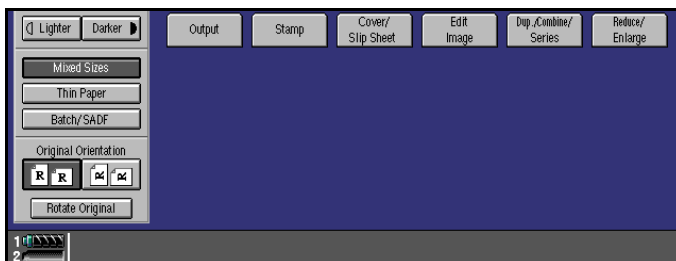 Lighter
Darker
Output
Stamp
Cover/
Slip Sheet
Edit
Image
Dup./Combine/
Series
Reduce/
Enlarge
Mixed Sizes
Thin Paper
Batch/SADF
Original Orientation
R R R R
Rotate Original
1
2